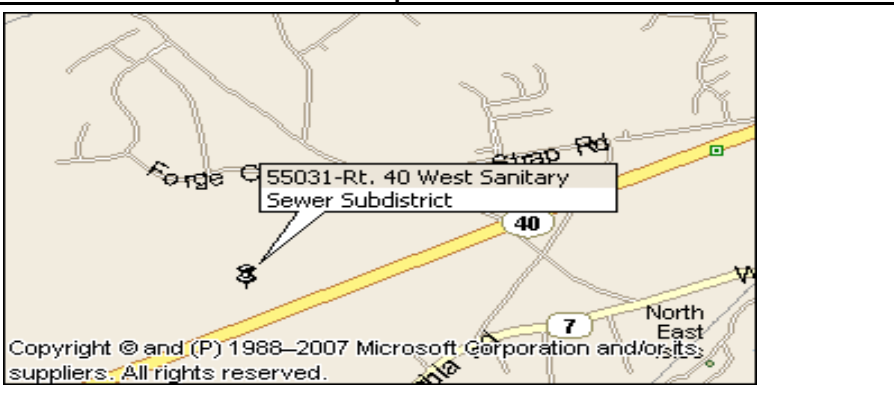 Strap Rd
Forge
55031-Rt. 40 West Sanitary
Sewer Subdistrict
40
7
North
East
Copyright © and (P) 1988–2007 Microsoft Corporation and/or its
suppliers. All rights reserved.